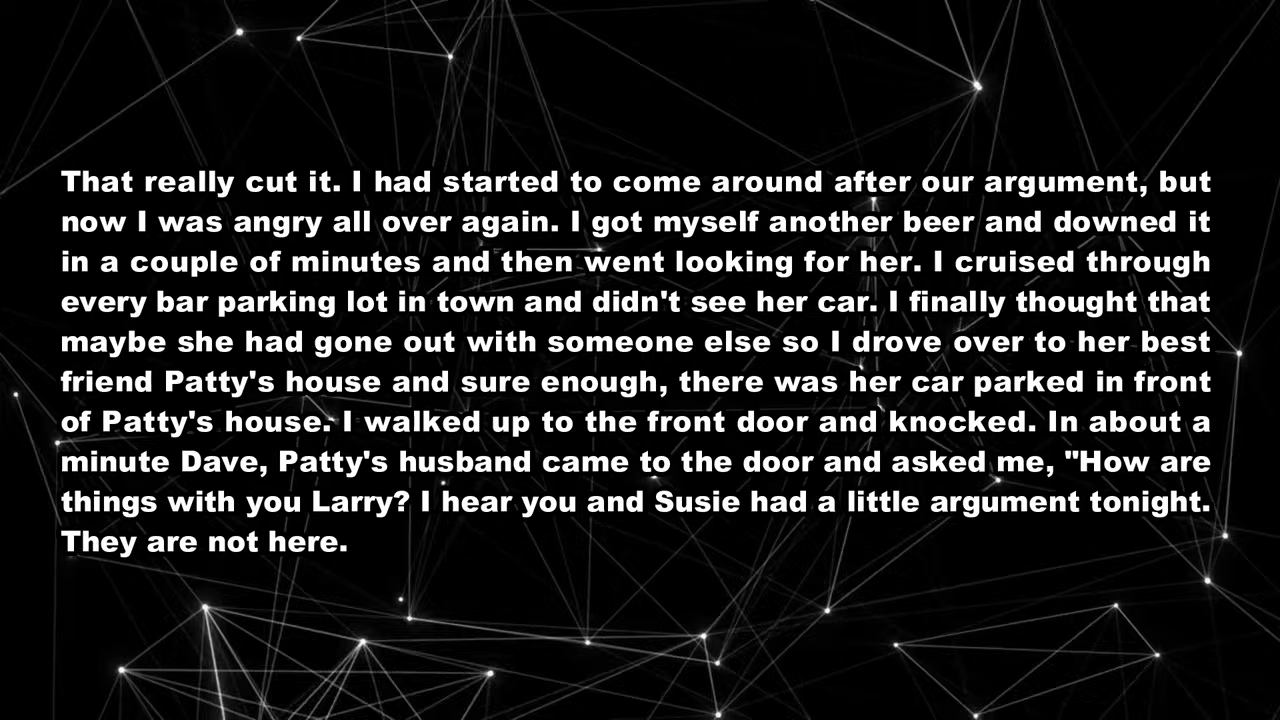 That really cut it. I had started to come around after our argument, but
now I was angry all over again. I got myself another beer and downed it
in a couple of minutes and then went looking for her. I cruised through
every bar parking lot in town and didn't see her car. I finally thought that
maybe she had gone out with someone else so I drove over to her best
friend Patty's house and sure enough, there was her car parked in front
of Patty's house. I walked up to the front door and knocked. In about a
minute Dave, Patty's husband came to the door and asked me, "How are
things with you Larry? I hear you and Susie had a little argument tonight.
They are not here.